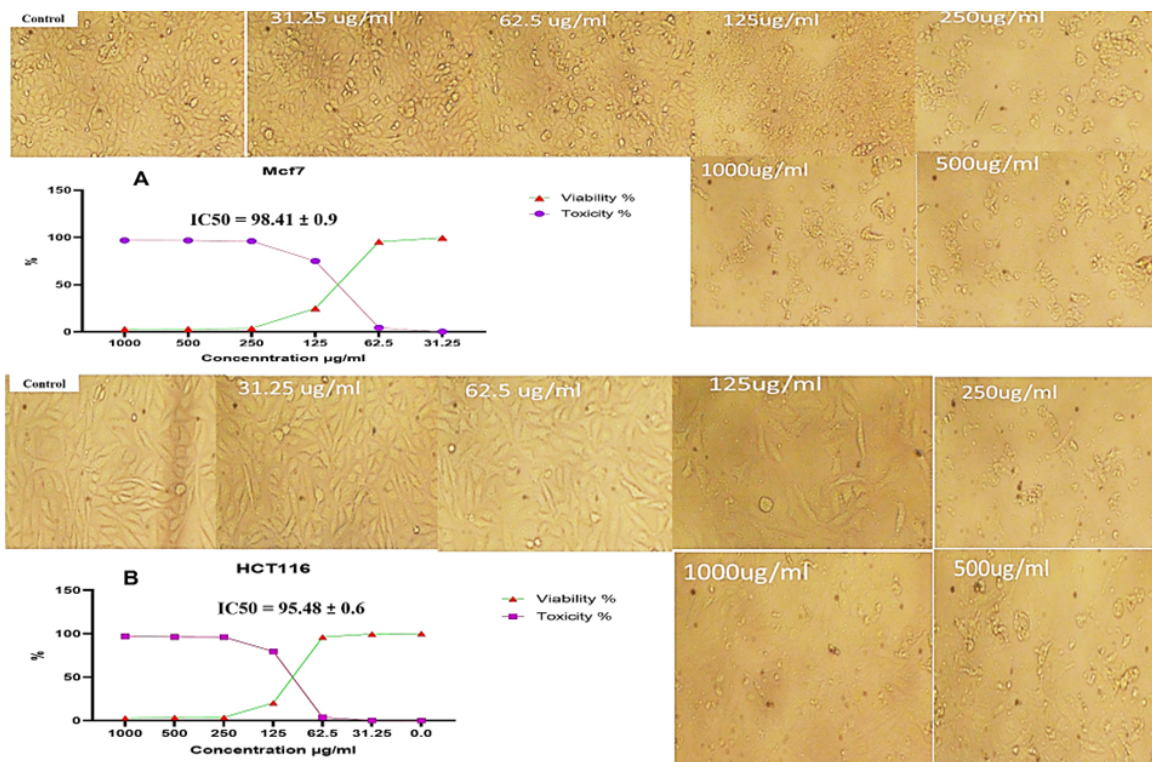 Control
31.25 ug/ml
62.5 ug/ml
125ug/ml
250ug/ml
1000ug/ml
500ug/ml
A
Mcf7
150
100
50
0
%
IC50 = 98.41 ± 0.9
Viability %
Toxicity %
1000 500 250 125 62.5 31.25
Concenntration µg/ml
Control
31.25 ug/ml
62.5 ug/ml
125ug/ml
250ug/ml
1000ug/ml
500ug/ml
B
HCT116
150
100
50
0
%
IC50 = 95.48 ± 0.6
Viability %
Toxicity %
1000 500 250 125 62.5 31.25 0.0
Concentration µg/ml